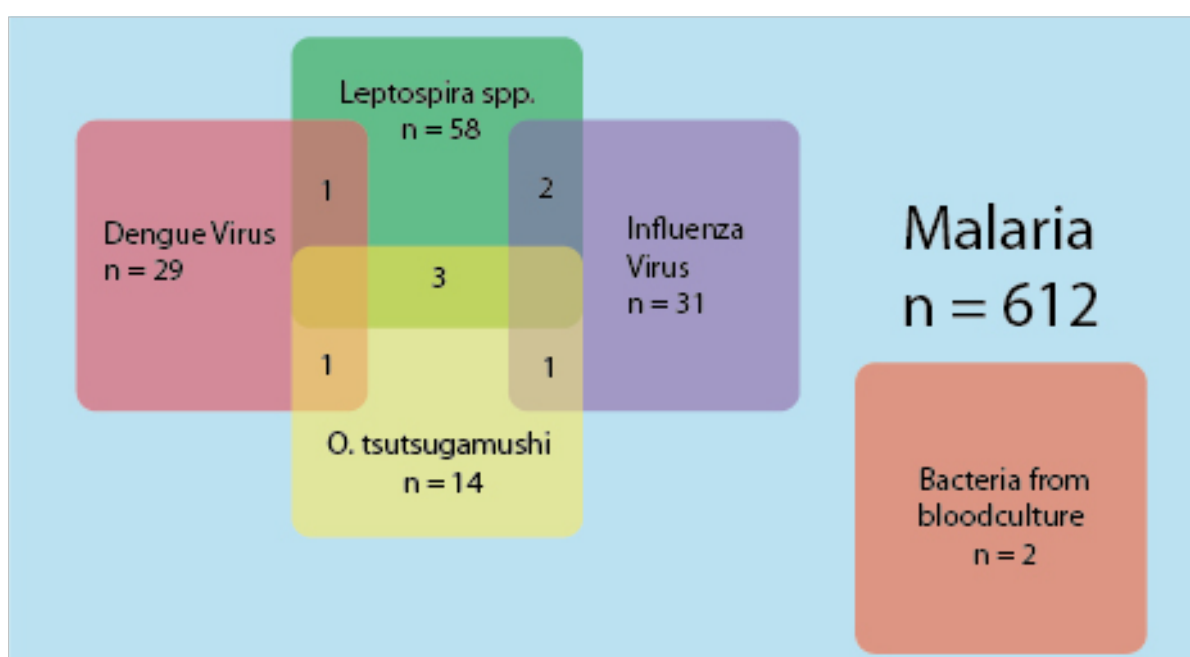 Leptospira spp.
n = 58
1
2
Dengue Virus
n = 29
Influenza
Virus
n = 31
3
1
1
O. tsutsugamushi
n = 14
Malaria
n = 612
Bacteria from
bloodculture
n = 2